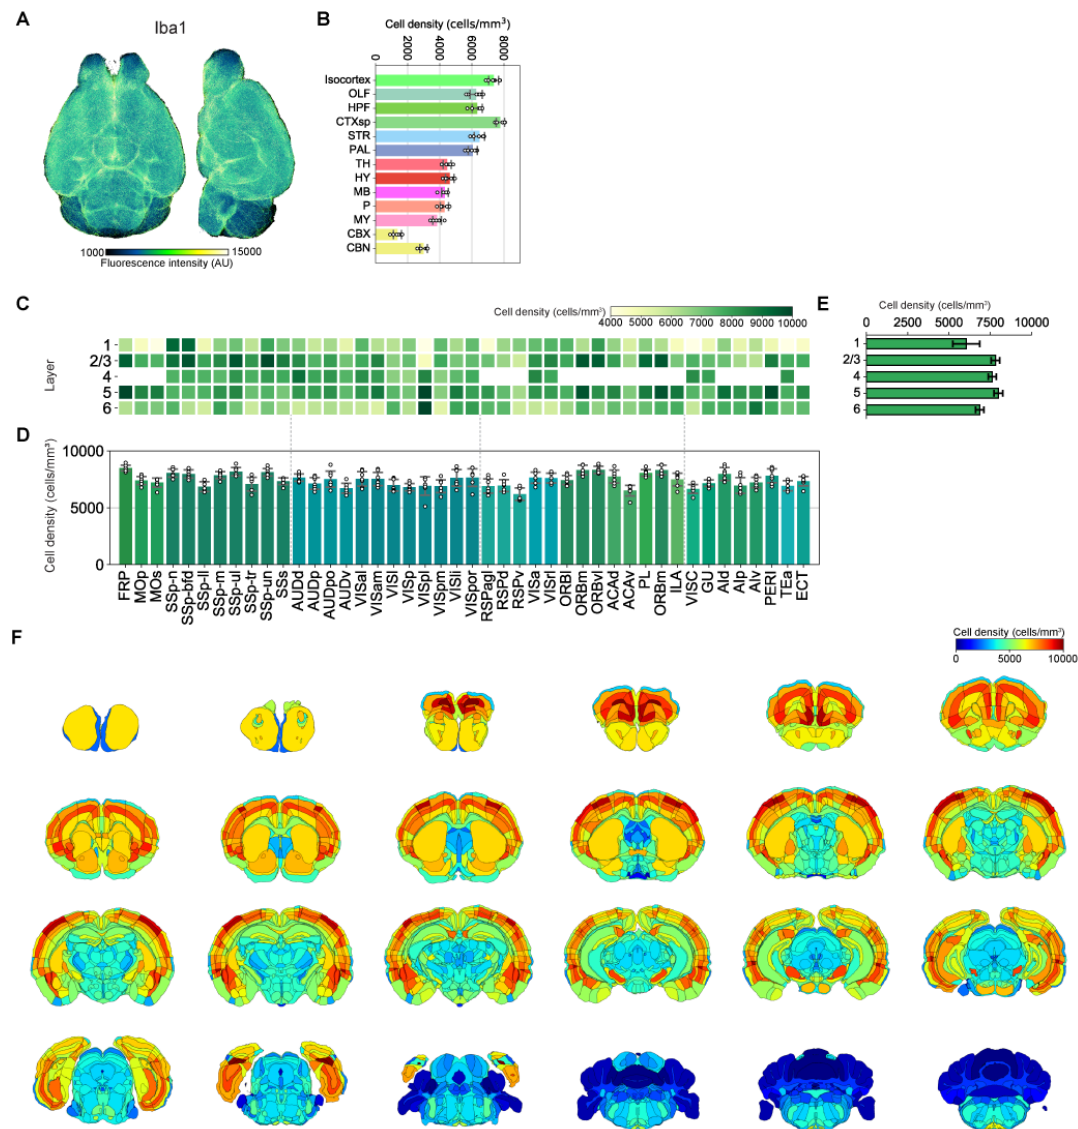 A
Iba1
1000
15000
Fluorescence intensity (AU)
B
Cell density (cells/mm³)
0
2000
4000
6000
8000
Isocortex
OLF
HPF
CTXsp
STR
PAL
TH
HY
MB
P
MY
CBX
CBN
C
Cell density (cells/mm³)
4000
5000
6000
7000
8000
9000
10000
Layer
1
2/3
4
5
6
E
Cell density (cells/mm³)
0
2500
5000
7500
10000
1
2/3
4
5
6
D
Cell density (cells/mm³)
10000
5000
0
FRP
MOp
MOs
SSp-n
SSp-bfd
SSp-ll
SSp-m
SSp-ul
SSp-tr
SSp-un
SSs
AUDd
AUDp
AUDpo
AUDv
VISal
VISam
VISl
VISp
VISpl
VISpm
VISli
VISpor
RSPagl
RSPd
RSPv
VISa
VISrl
ORBl
ORBm
ORBvl
ACAd
ACAv
PL
ORBm
ILA
VISC
GU
AId
AIp
AIv
PERI
TEa
ECT
F
Cell density (cells/mm³)
0
5000
10000